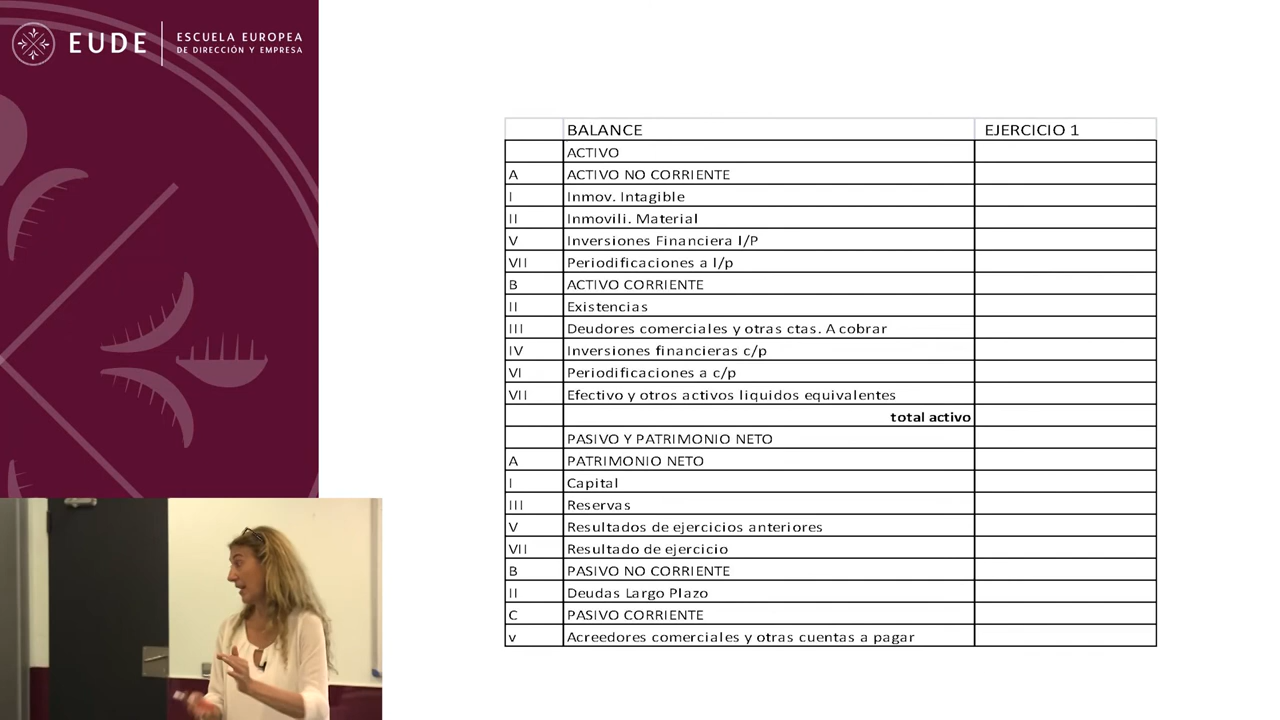 EUDE
ESCUELA EUROPEA
DE DIRECCIÓN Y EMPRESA
BALANCE EJERCICIO 1
ACTIVO
A ACTIVO NO CORRIENTE
I Inmov. Intagible
II Inmovili. Material
V Inversiones Financiera l/P
VII Periodificaciones a l/p
B ACTIVO CORRIENTE
II Existencias
III Deudores comerciales y otras ctas. A cobrar
IV Inversiones financieras c/p
VI Periodificaciones a c/p
VII Efectivo y otros activos liquidos equivalentes
total activo
PASIVO Y PATRIMONIO NETO
A PATRIMONIO NETO
I Capital
III Reservas
V Resultados de ejercicios anteriores
VII Resultado de ejercicio
B PASIVO NO CORRIENTE
II Deudas Largo Plazo
C PASIVO CORRIENTE
v Acreedores comerciales y otras cuentas a pagar